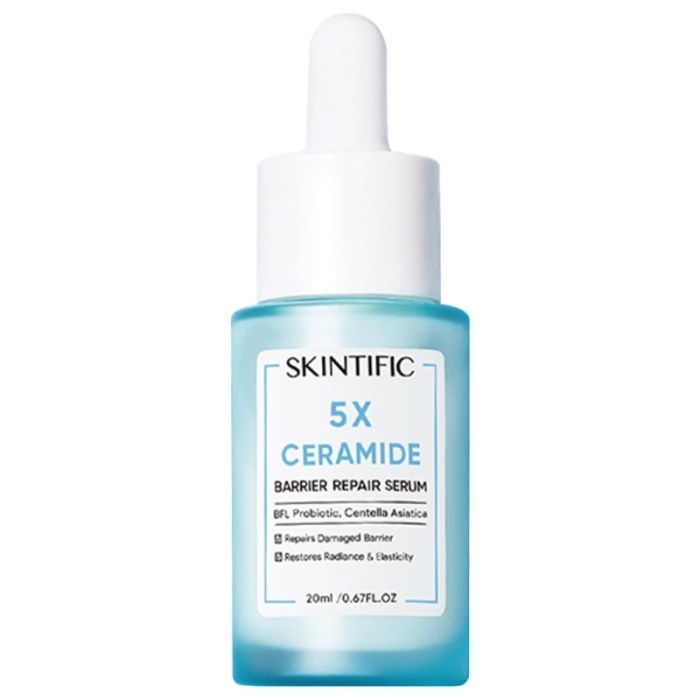 SKINTIFIC
5X
CERAMIDE
BARRIER REPAIR SERUM
BFL Probiotic, Centella Asiatica
Repairs Damaged Barrier
Restores Radiance & Elasticity
20ml /0.67FL.OZ